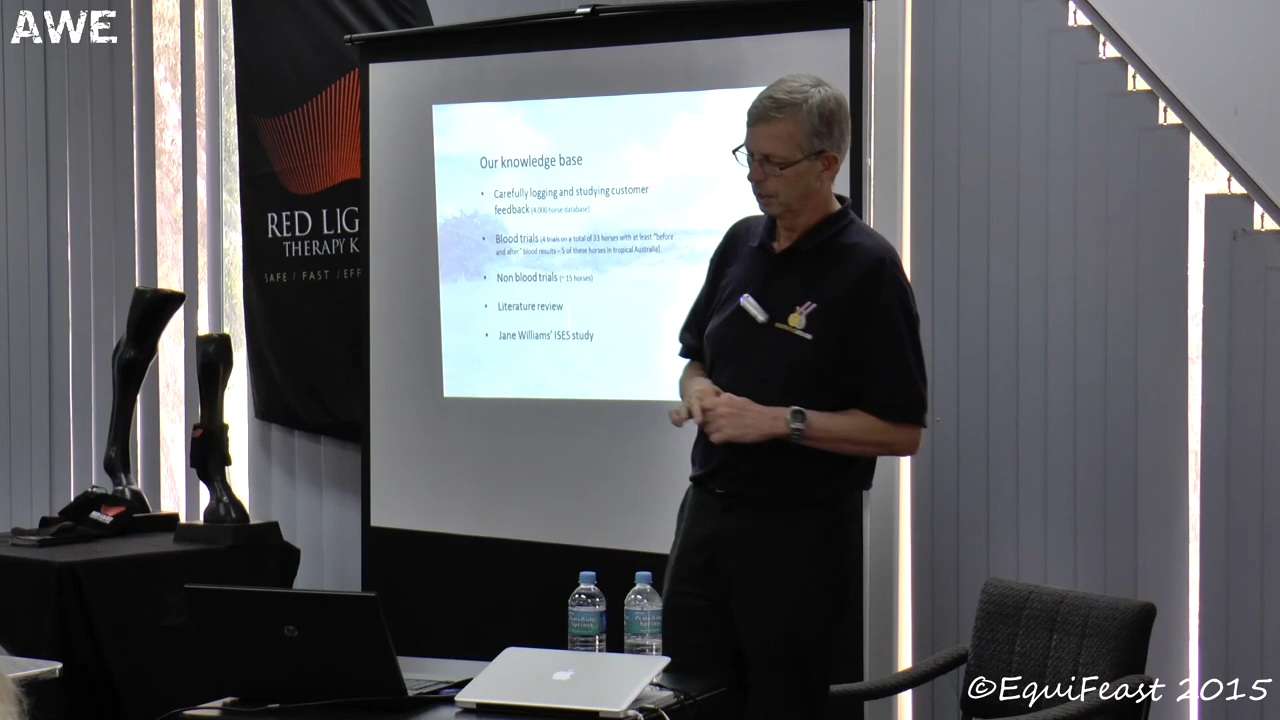 AWE
RED LIG
THERAPY K
SAFE / FAST / EFF
Our knowledge base
• Carefully logging and studying customer
feedback (4,000 horse database)
• Blood trials (4 trials on a total of 33 horses with at least "before
and after" blood results – 5 of these horses in tropical Australia)
• Non blood trials (~ 15 horses)
• Literature review
• Jane Williams' ISES study
hp
©EquiFeast 2015